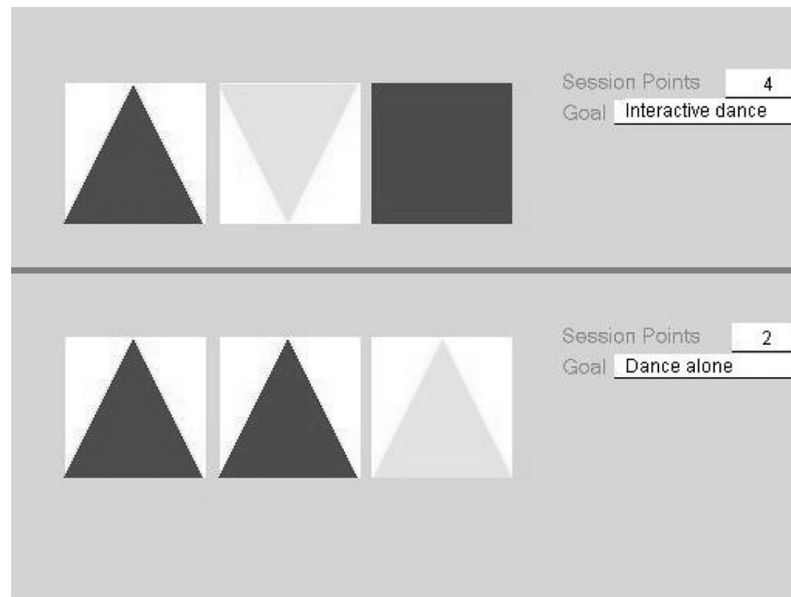 Session Points 4
Goal Interactive dance
Session Points 2
Goal Dance alone